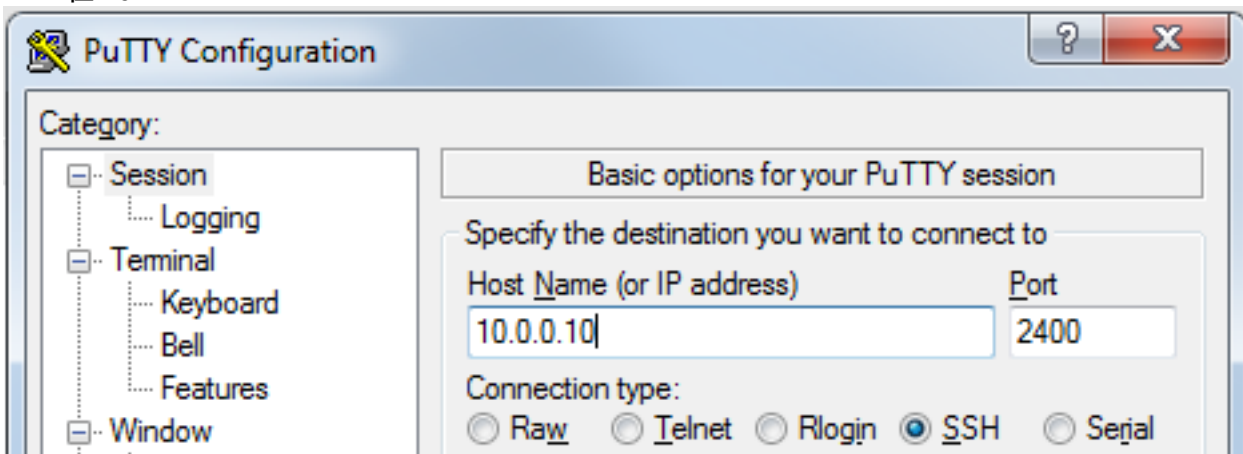 PuTTY Configuration
Category:
Session
Logging
Terminal
Keyboard
Bell
Features
Window
Basic options for your PuTTY session
Specify the destination you want to connect to
Host Name (or IP address) Port
10.0.0.10 2400
Connection type:
Raw Telnet Rlogin SSH Serial